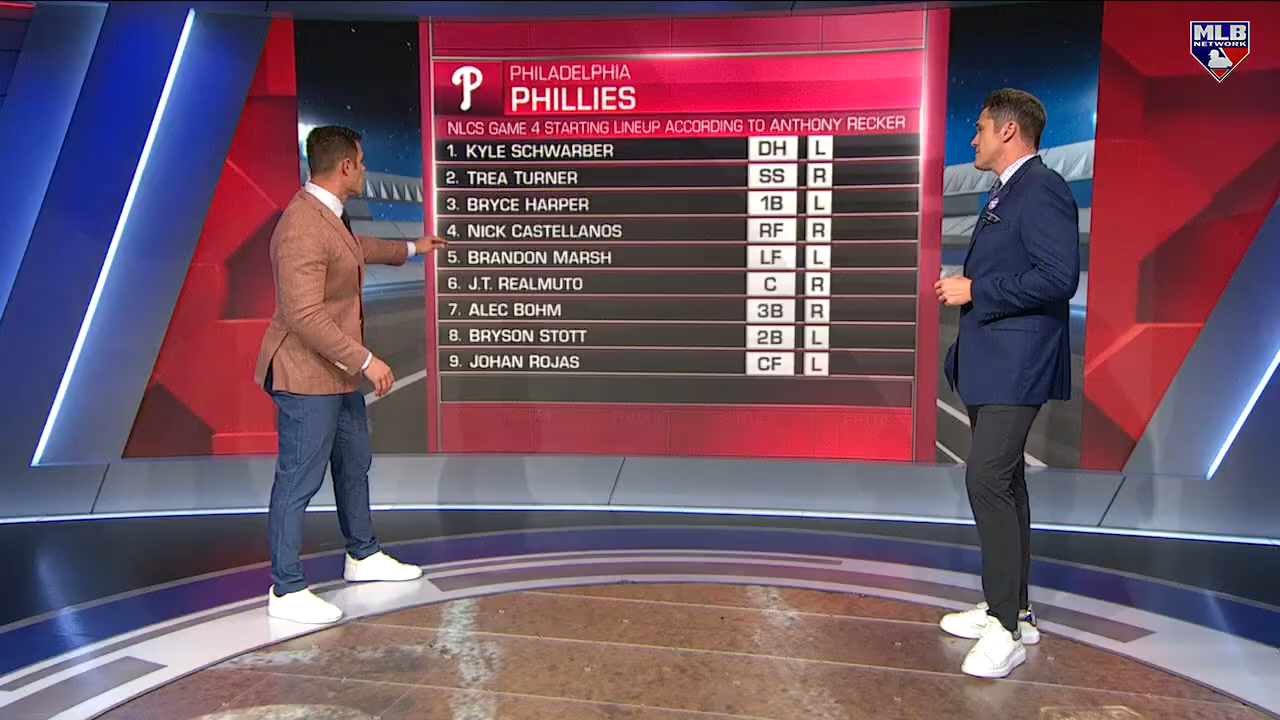 MLB
NETWORK
P
PHILADELPHIA
PHILLIES
NLCS GAME 4 STARTING LINEUP ACCORDING TO ANTHONY RECKER
1. KYLE SCHWARBER DH L
2. TREA TURNER SS R
3. BRYCE HARPER 1B L
4. NICK CASTELLANOS RF R
5. BRANDON MARSH LF L
6. J.T. REALMUTO C R
7. ALEC BOHM 3B R
8. BRYSON STOTT 2B L
9. JOHAN ROJAS CF L